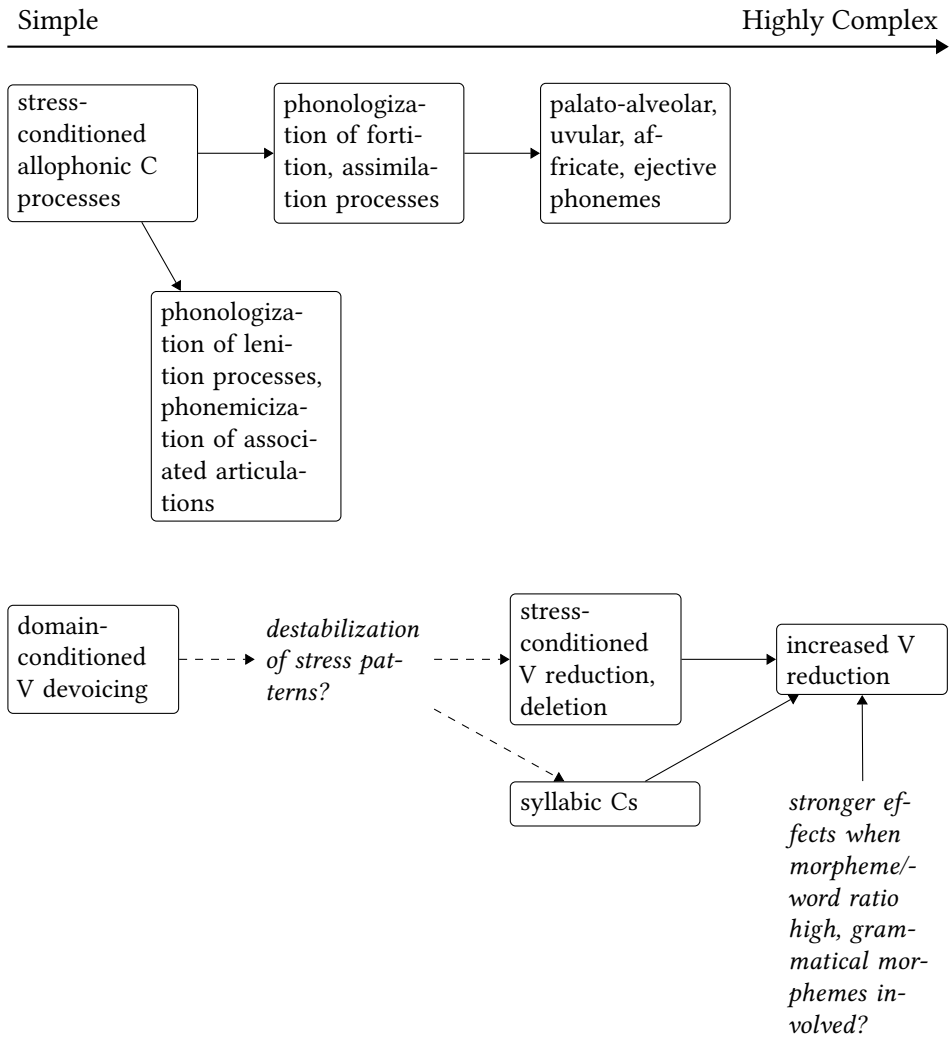 Simple
Highly Complex
stress-
conditioned
allophonic C
processes
phonologiza-
tion of forti-
tion, assimila-
tion processes
palato-alveolar,
uvular, af-
fricate, ejective
phonemes
phonologiza-
tion of leni-
tion processes,
phonemiciza-
tion of associ-
ated articula-
tions
domain-
conditioned
V devoicing
destabilization
of stress pat-
terns?
stress-
conditioned
V reduction,
deletion
increased V
reduction
syllabic Cs
stronger ef-
fects when
morpheme/-
word ratio
high, gram-
matical mor-
phemes in-
volved?